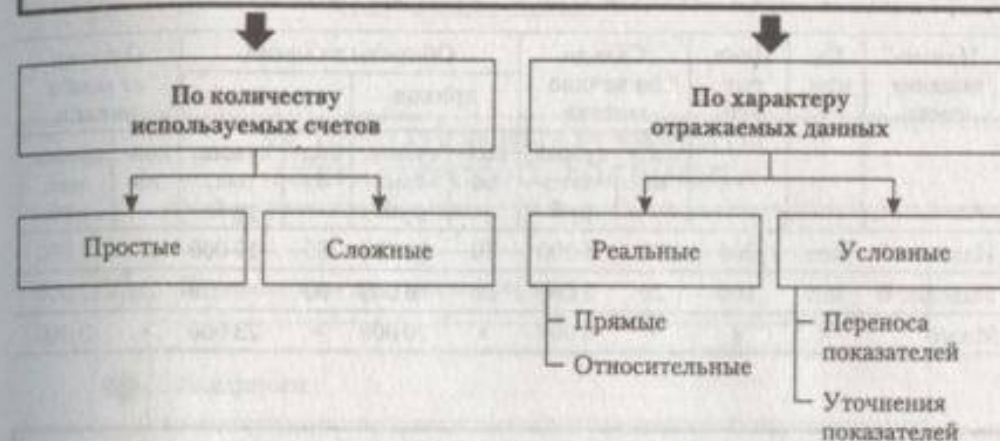 По количеству
используемых счетов
По характеру
отражаемых данных
Простые
Сложные
Реальные
Условные
Прямые
Относительные
Переноса
показателей
Уточнения
показателей